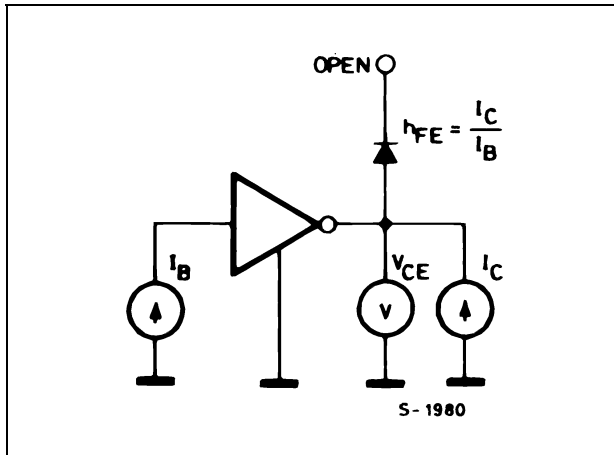 OPEN
hFE = IC
IB
IB
VCE
IC
V
S-1980